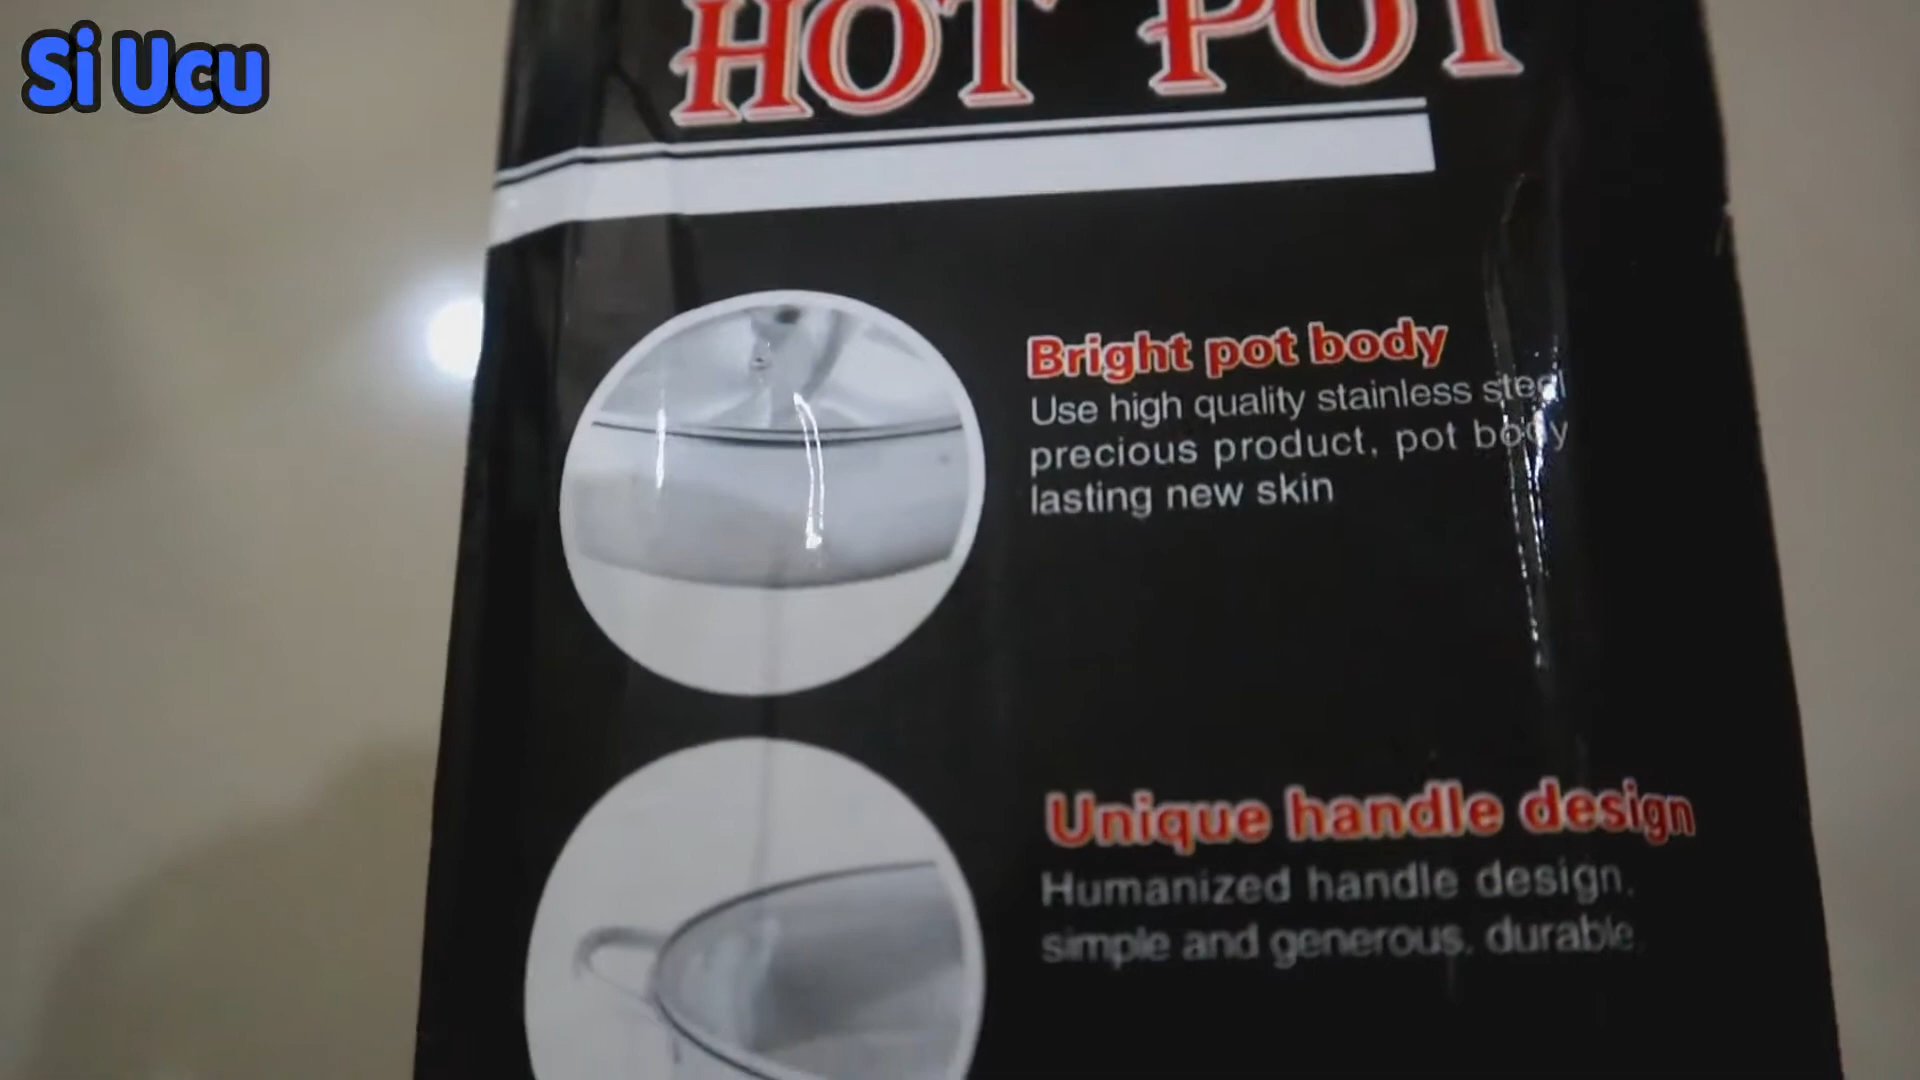 Si Ucu
HOT POT
Bright pot body
Use high quality stainless steel
precious product, pot body
lasting new skin
Unique handle design
Humanized handle design,
simple and generous, durable.